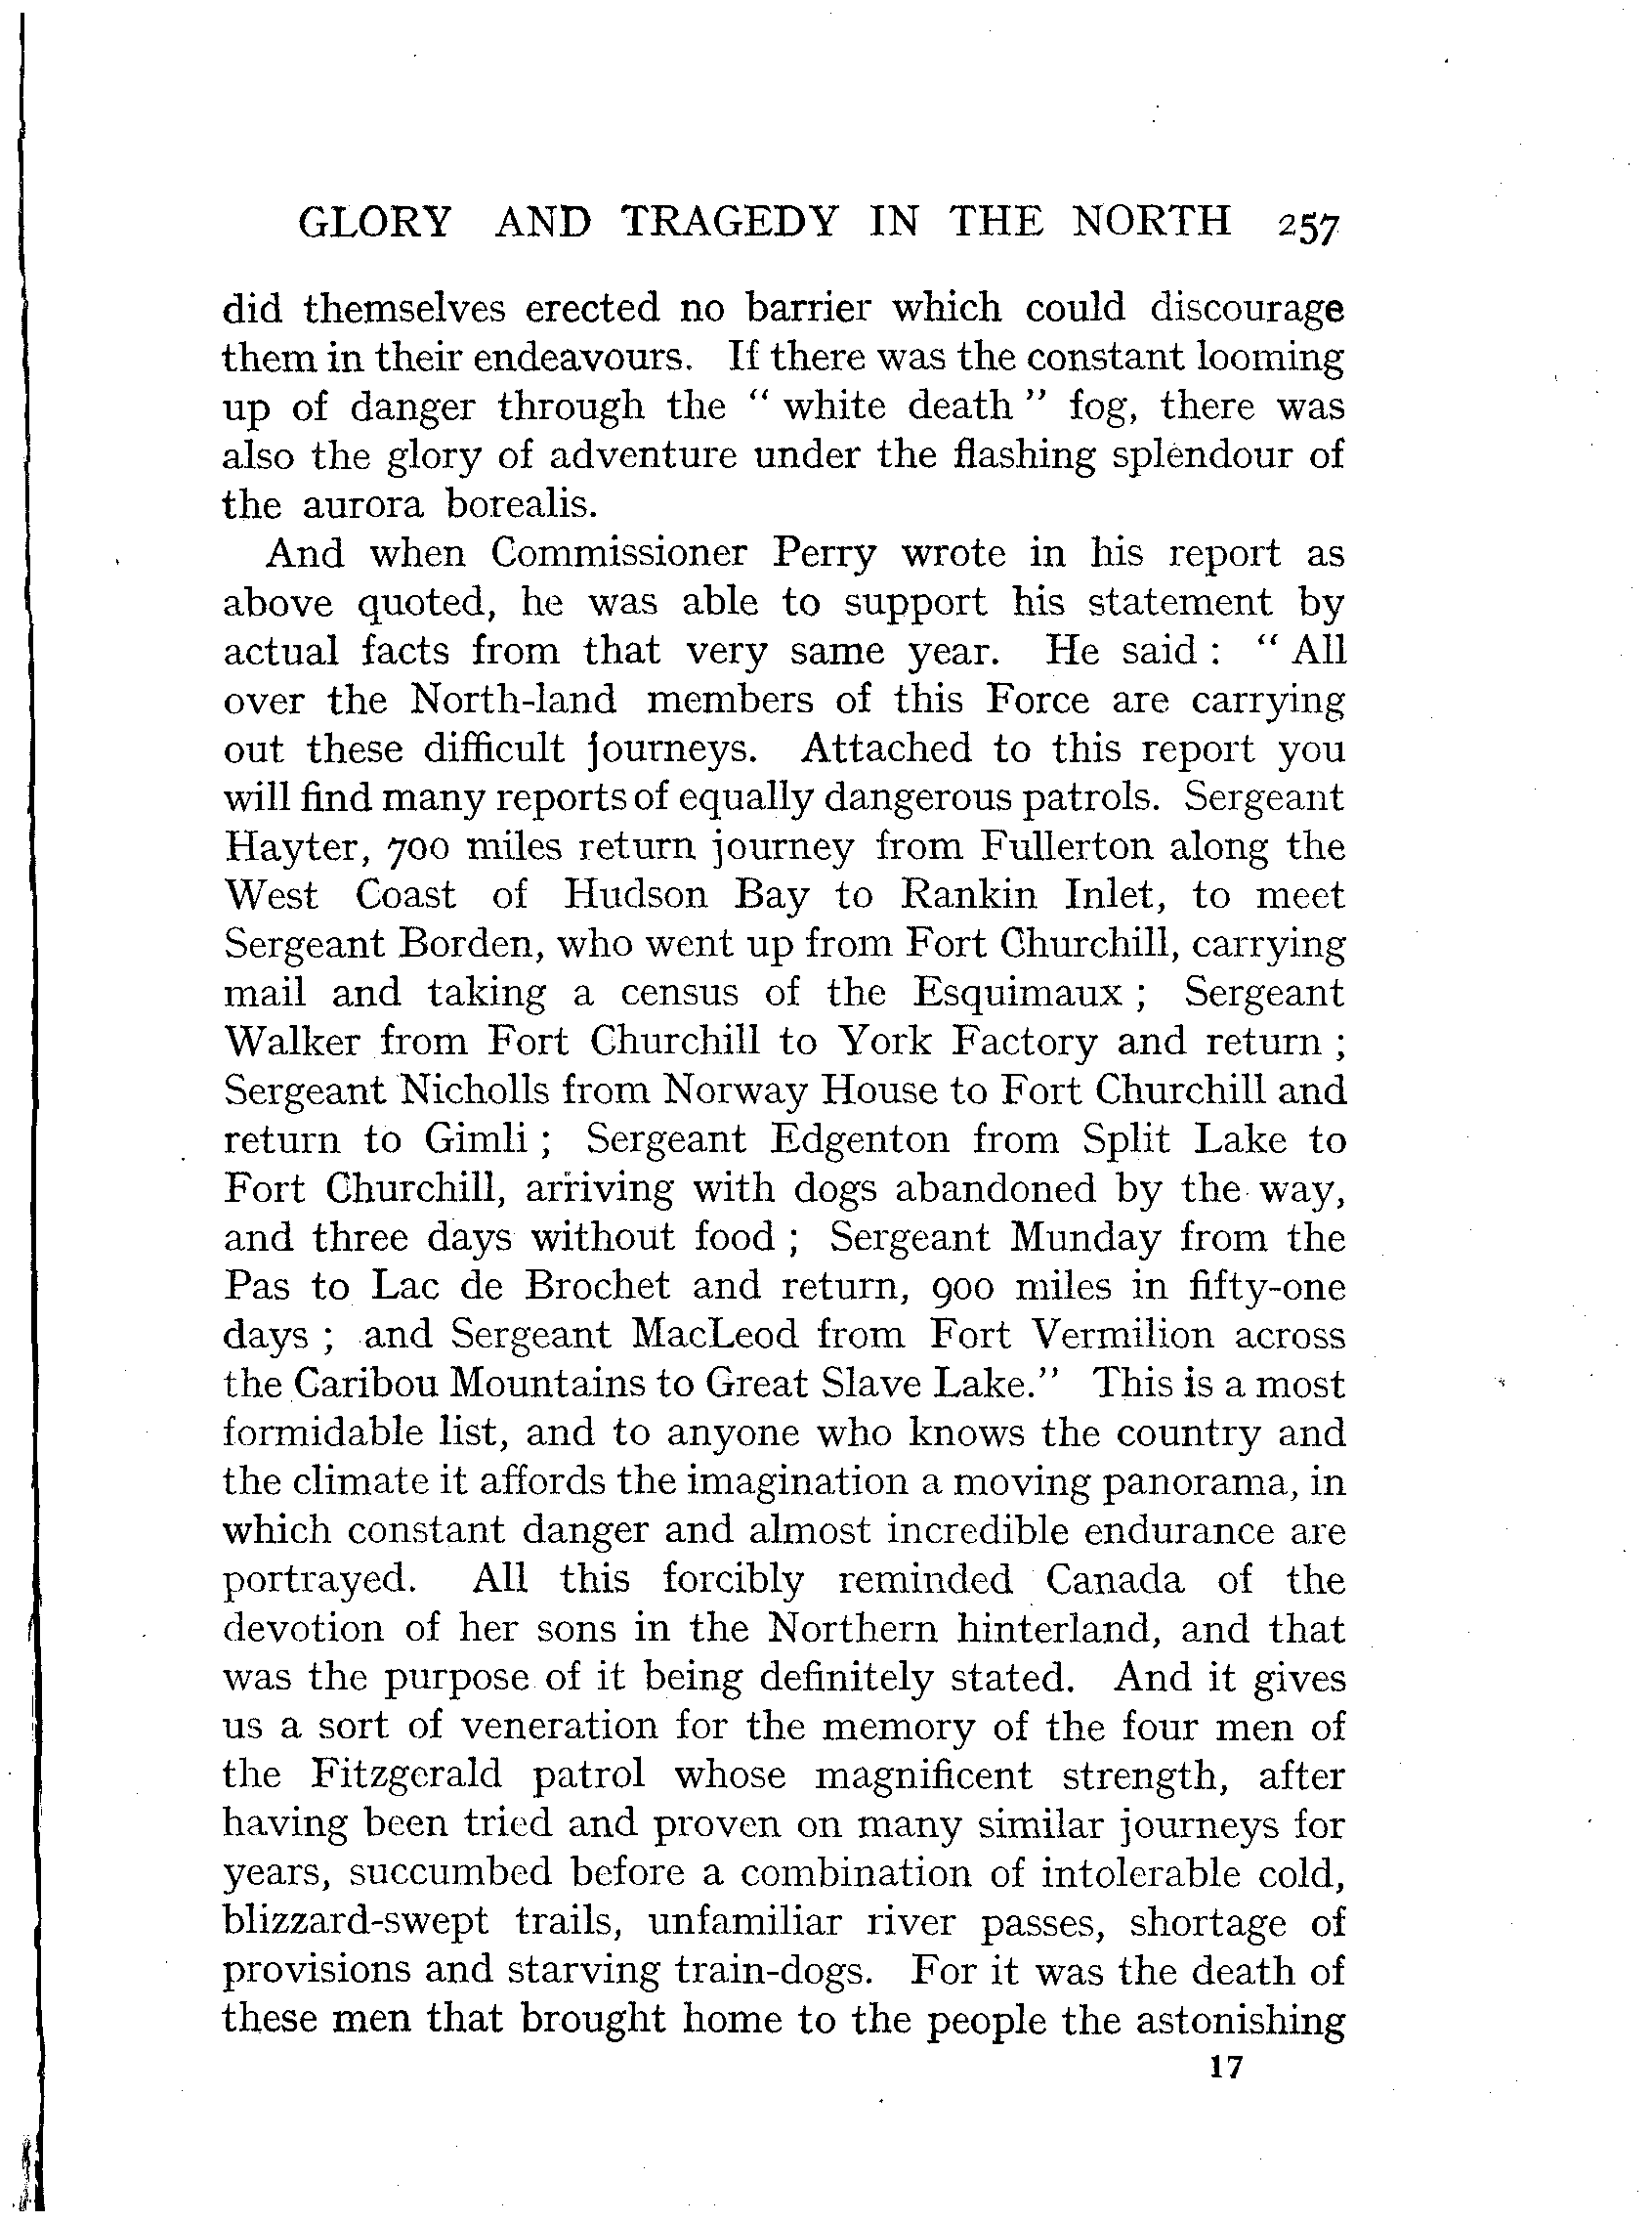 GLORY AND TRAGEDY IN THE NORTH 257
did themselves erected no barrier which could discourage
them in their endeavours. If there was the constant looming
up of danger through the “ white death ” fog, there was
also the glory of adventure under the flashing splendour of
the aurora borealis.
And when Commissioner Perry wrote in his report as
above quoted, he was able to support his statement by
actual facts from that very same year. He said : “ All
over the North-land members of this Force are carrying
out these difficult journeys. Attached to this report you
will find many reports of equally dangerous patrols. Sergeant
Hayter, 700 miles return journey from Fullerton along the
West Coast of Hudson Bay to Rankin Inlet, to meet
Sergeant Borden, who went up from Fort Churchill, carrying
mail and taking a census of the Esquimaux ; Sergeant
Walker from Fort Churchill to York Factory and return ;
Sergeant Nicholls from Norway House to Fort Churchill and
return to Gimli ; Sergeant Edgenton from Split Lake to
Fort Churchill, arriving with dogs abandoned by the way,
and three days without food ; Sergeant Munday from the
Pas to Lac de Brochet and return, 900 miles in fifty-one
days ; and Sergeant MacLeod from Fort Vermilion across
the Caribou Mountains to Great Slave Lake.” This is a most
formidable list, and to anyone who knows the country and
the climate it affords the imagination a moving panorama, in
which constant danger and almost incredible endurance are
portrayed. All this forcibly reminded Canada of the
devotion of her sons in the Northern hinterland, and that
was the purpose of it being definitely stated. And it gives
us a sort of veneration for the memory of the four men of
the Fitzgerald patrol whose magnificent strength, after
having been tried and proven on many similar journeys for
years, succumbed before a combination of intolerable cold,
blizzard-swept trails, unfamiliar river passes, shortage of
provisions and starving train-dogs. For it was the death of
these men that brought home to the people the astonishing
17